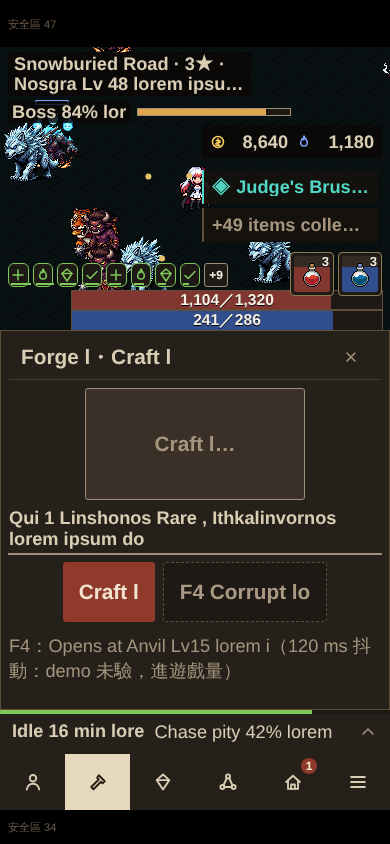 安全區 47
Snowburied Road · 3★ ·
Nosgra Lv 48 lorem ipsu…
Boss 84% lor
8,640 1,180
Judge's Brus…
+49 items colle…
+9
3 3
1,104／1,320
241／286
Forge l · Craft l ×
Craft l…
Qui 1 Linshonos Rare , Ithkalinvornos
lorem ipsum do
Craft l F4 Corrupt lo
F4：Opens at Anvil Lv15 lorem i（120 ms 抖
動：demo 未驗，進遊戲量）
Idle 16 min lore Chase pity 42% lorem
1
安全區 34